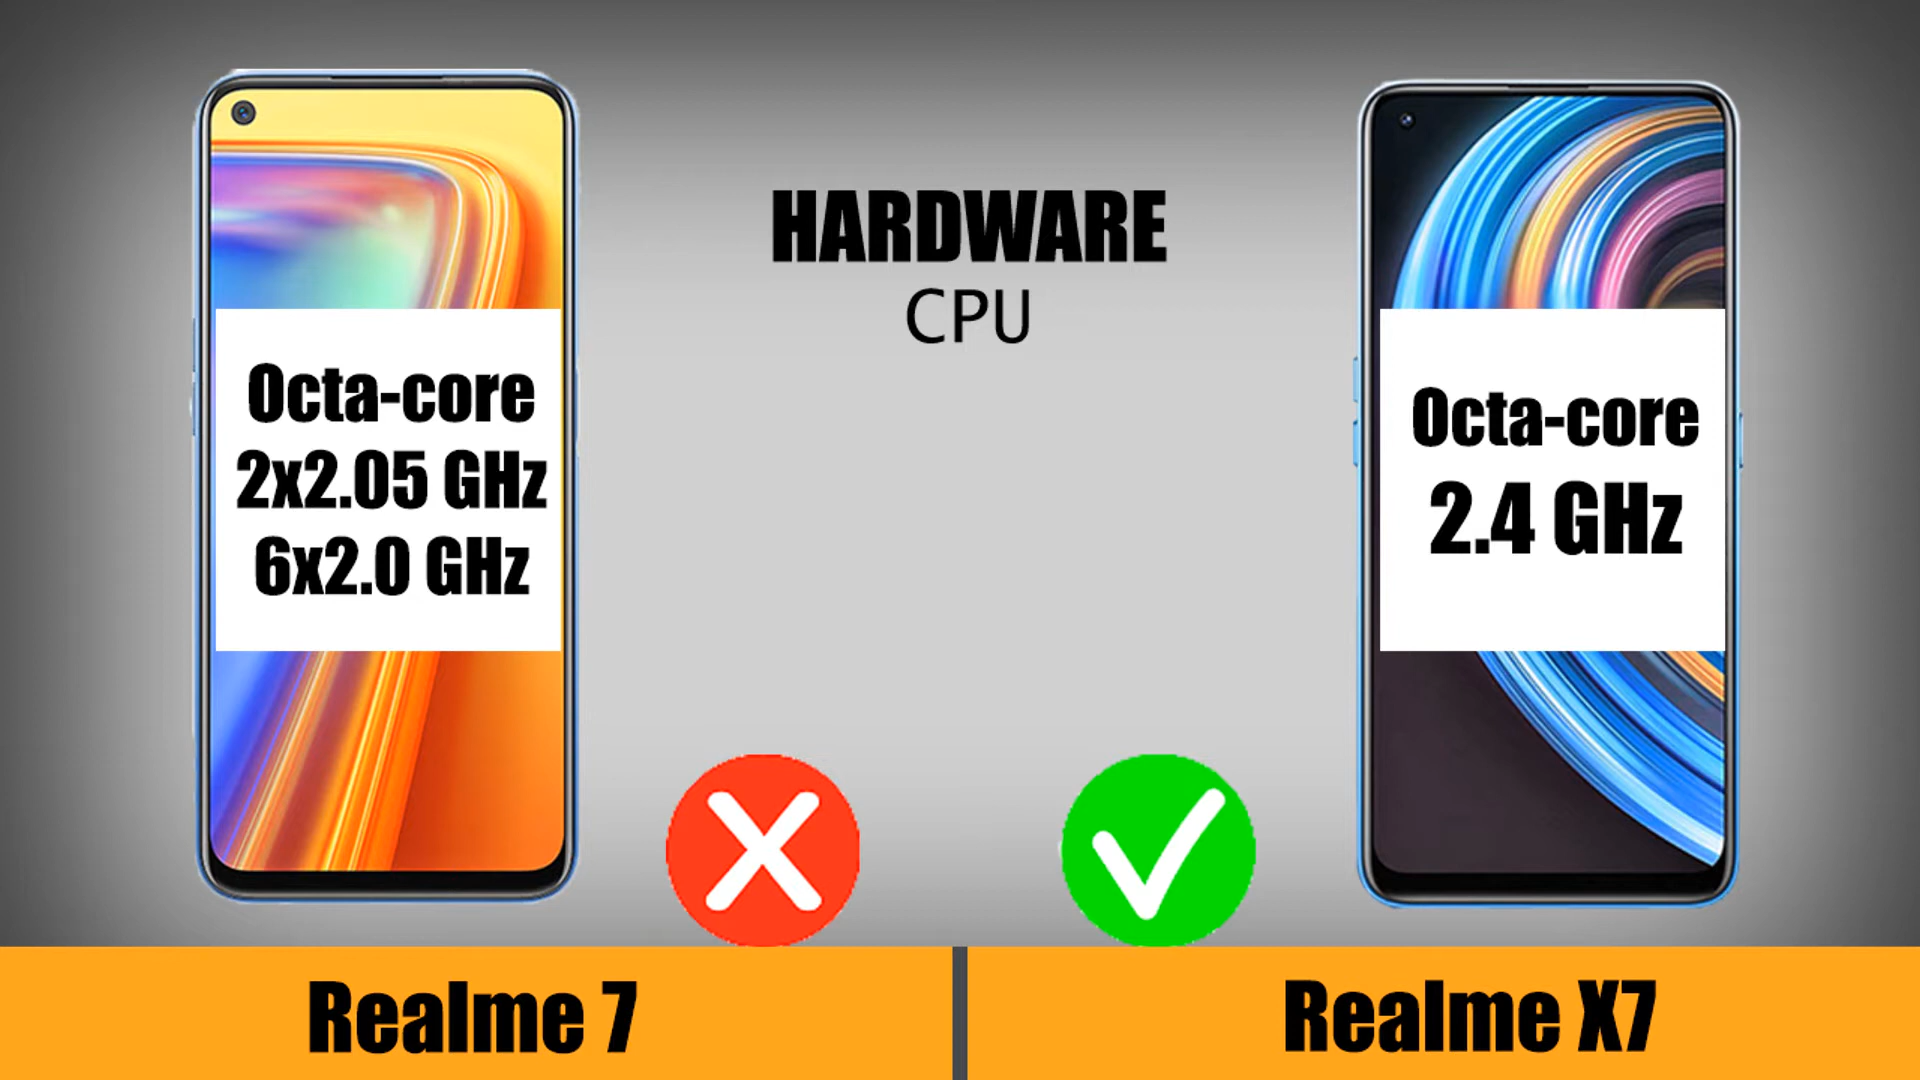 HARDWARE
CPU
Octa-core
2x2.05 GHz
6x2.0 GHz
Octa-core
2.4 GHz
Realme 7
Realme X7